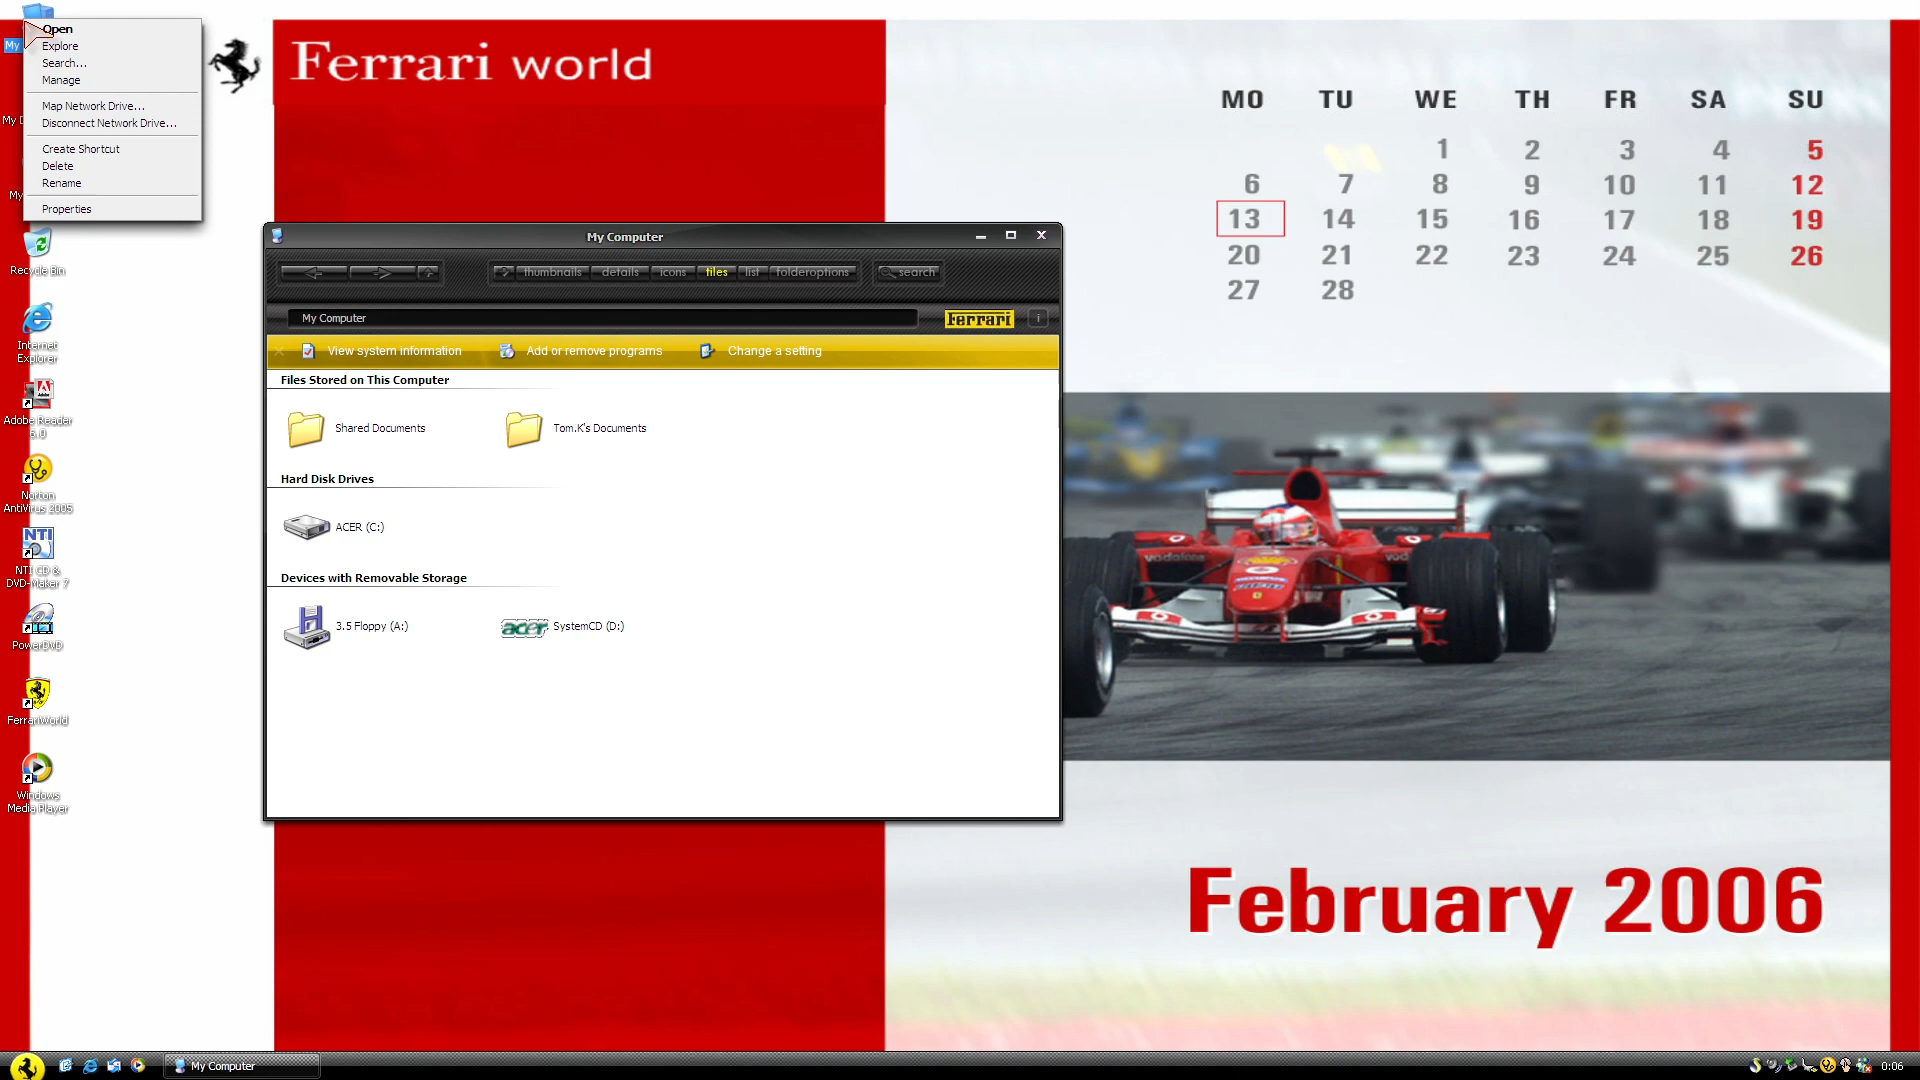 Open
Explore
Search...
Manage
Map Network Drive...
Disconnect Network Drive...
Create Shortcut
Delete
Rename
Properties
My
My
Recycle Bin
Internet
Explorer
Adobe Reader
6.0
Norton
AntiVirus 2005
NTI CD &
DVD-Maker 7
PowerDVD
FerrariWorld
Windows
Media Player
Ferrari world
My Computer
thumbnails details icons tiles list folderoptions search
My Computer
Ferrari
View system information Add or remove programs Change a setting
Files Stored on This Computer
Shared Documents Tom.K's Documents
Hard Disk Drives
ACER (C:)
Devices with Removable Storage
3.5 Floppy (A:) acer SystemCD (D:)
MO TU WE TH FR SA SU
1 2 3 4 5
6 7 8 9 10 11 12
13 14 15 16 17 18 19
20 21 22 23 24 25 26
27 28
vodafone
February 2006
My Computer
0:06